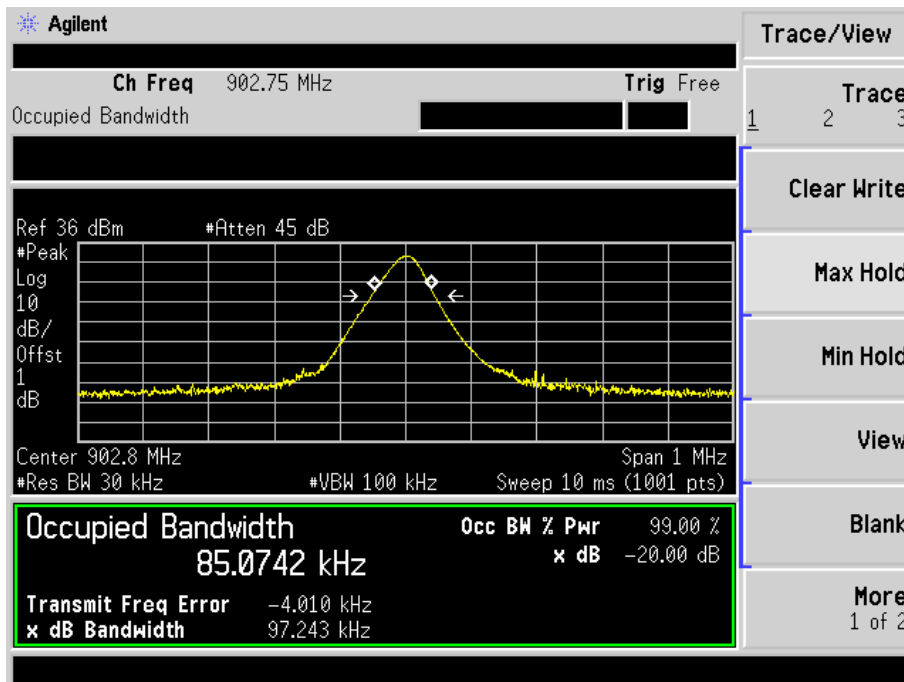 Agilent
Trace/View
Ch Freq 902.75 MHz Trig Free
Occupied Bandwidth
Trace
1 2 3
Clear Write
Ref 36 dBm #Atten 45 dB
#Peak
Log
10
dB/
Offst
1
dB
Max Hold
Min Hold
View
Center 902.8 MHz Span 1 MHz
#Res BW 30 kHz #VBW 100 kHz Sweep 10 ms (1001 pts)
Occupied Bandwidth
85.0742 kHz
Occ BW % Pwr 99.00 %
x dB -20.00 dB
Transmit Freq Error -4.010 kHz
x dB Bandwidth 97.243 kHz
Blank
More
1 of 2